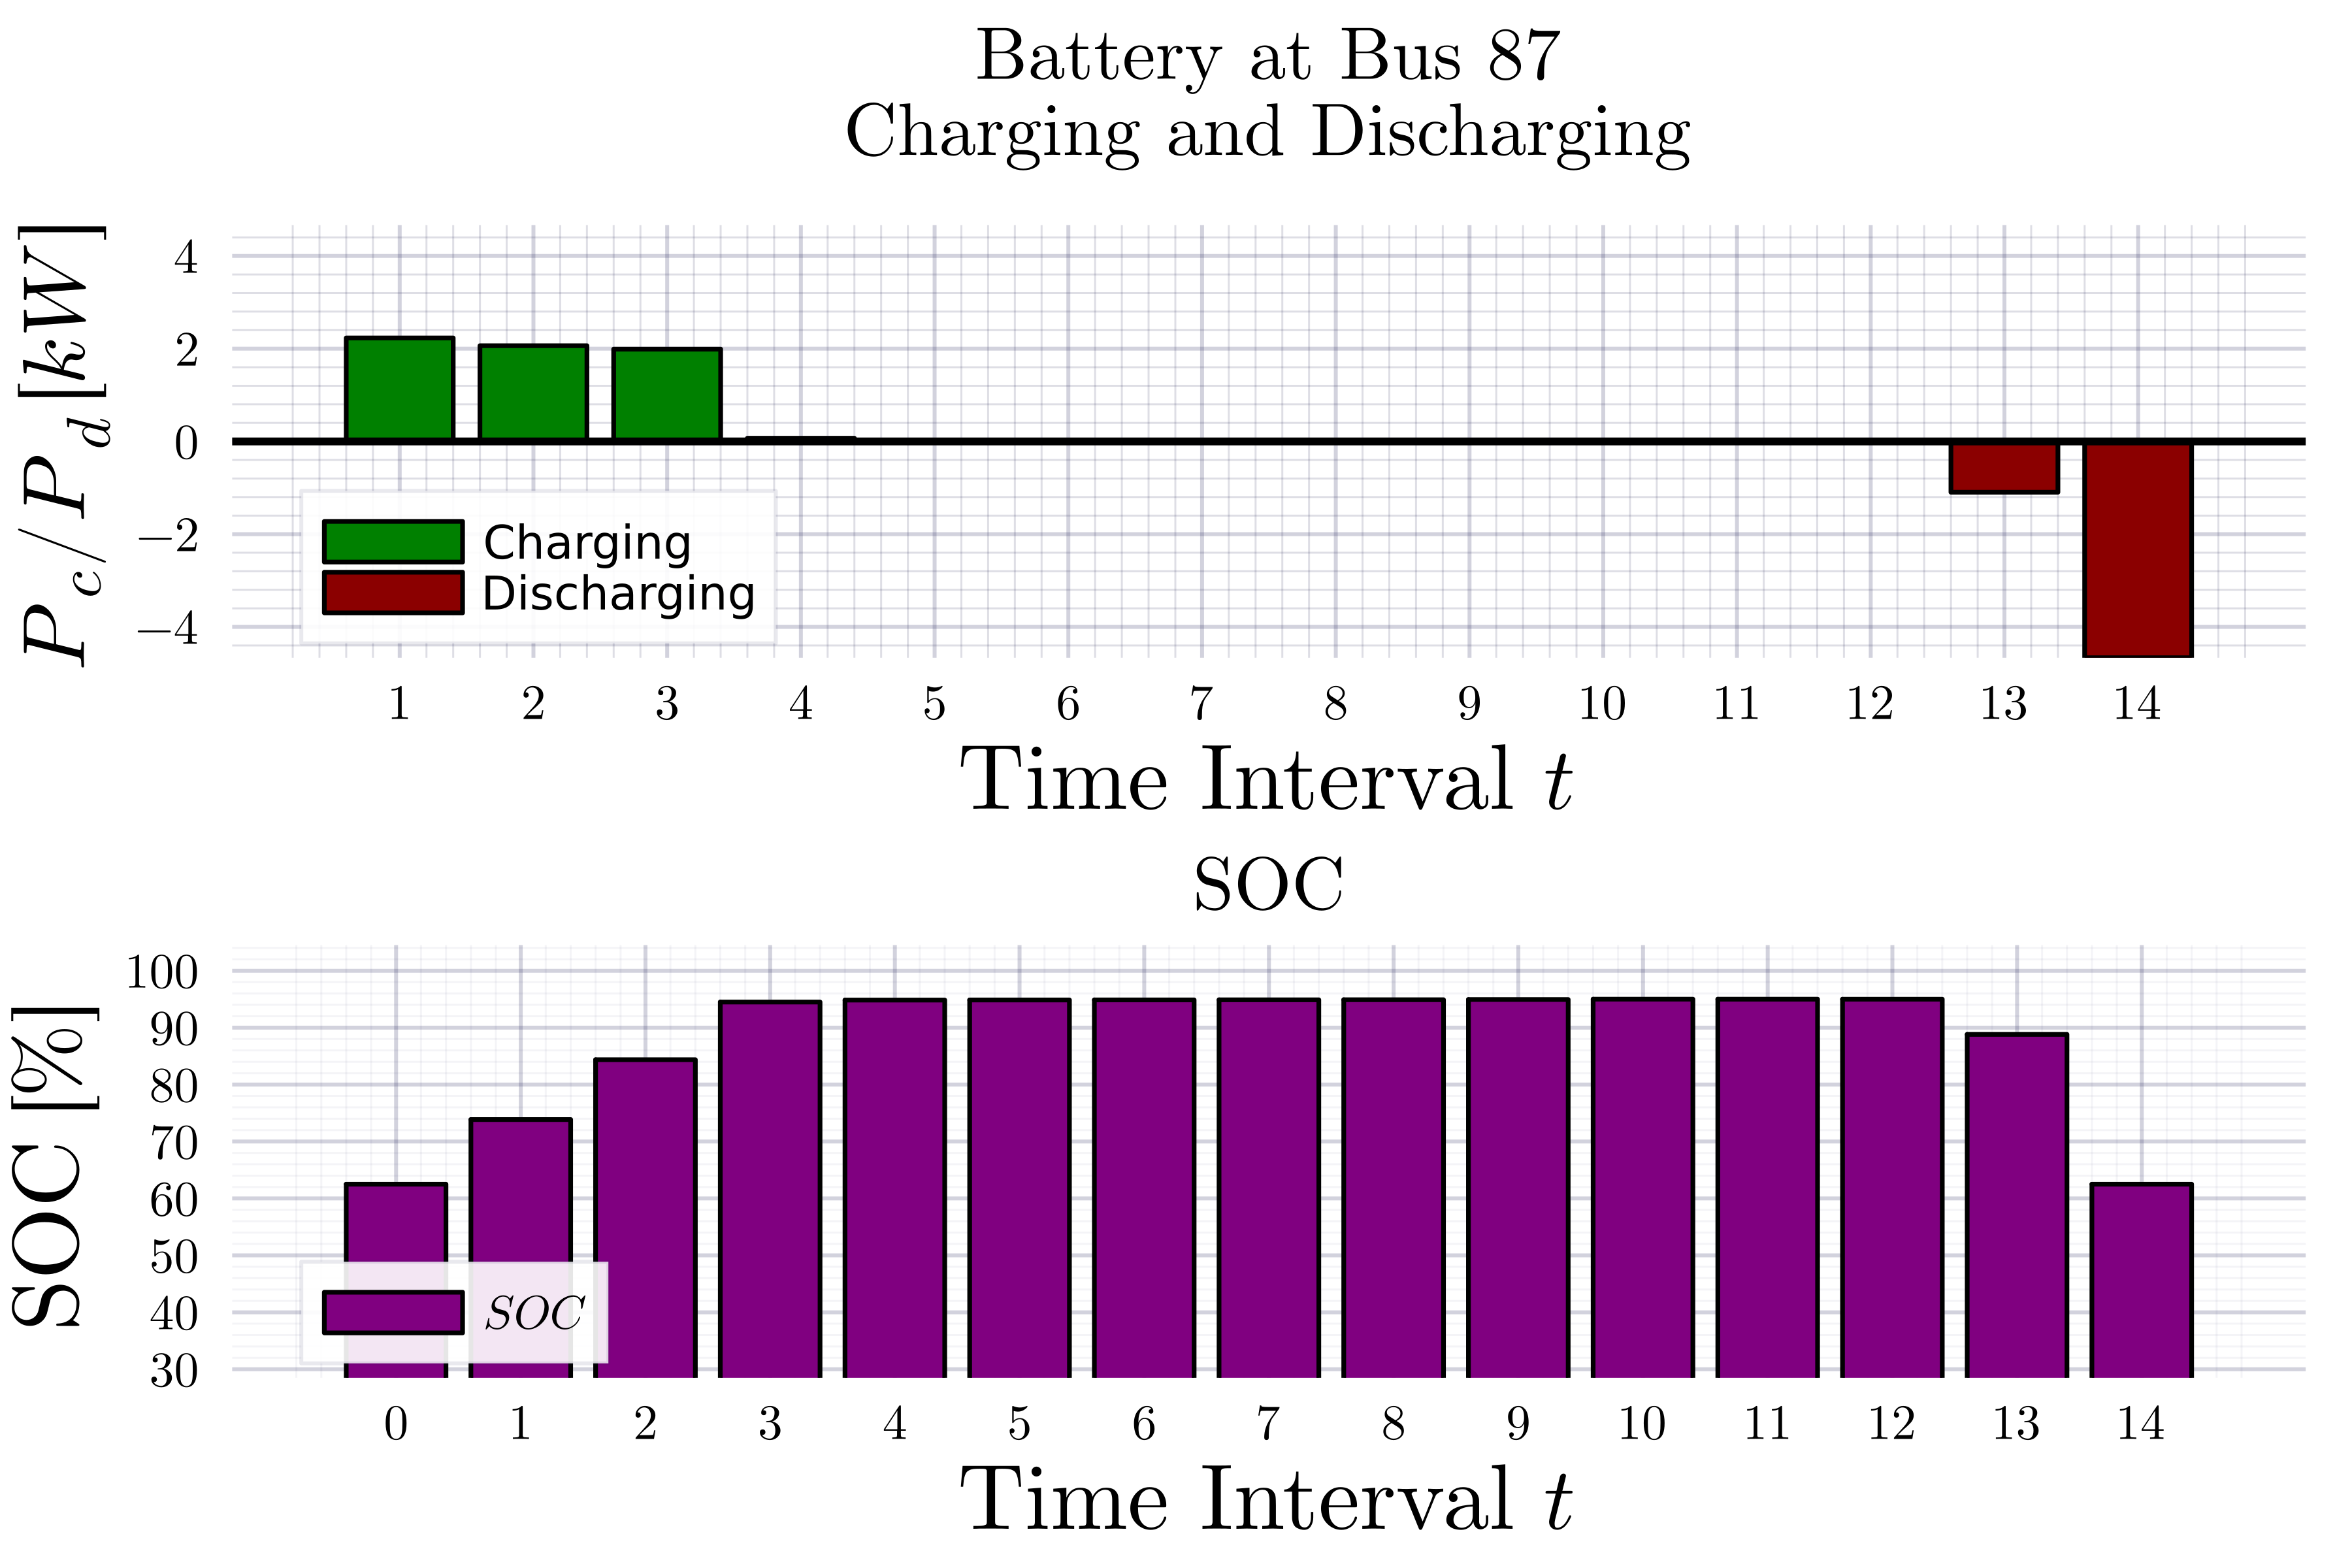 Battery at Bus 87
Charging and Discharging
P_c/P_d [kW]
4
2
0
−2
−4
Charging
Discharging
1 2 3 4 5 6 7 8 9 10 11 12 13 14
Time Interval t
SOC
SOC [%]
100
90
80
70
60
50
40
30
SOC
0 1 2 3 4 5 6 7 8 9 10 11 12 13 14
Time Interval t